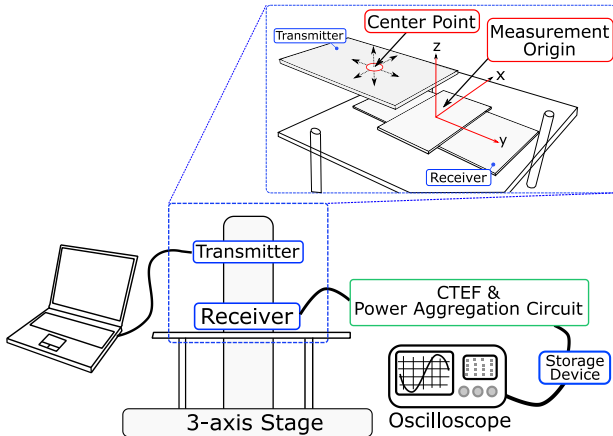 Transmitter
Center Point
Measurement
Origin
z
x
y
Receiver
Transmitter
Receiver
CTEF &
Power Aggregation Circuit
Storage
Device
Oscilloscope
3-axis Stage